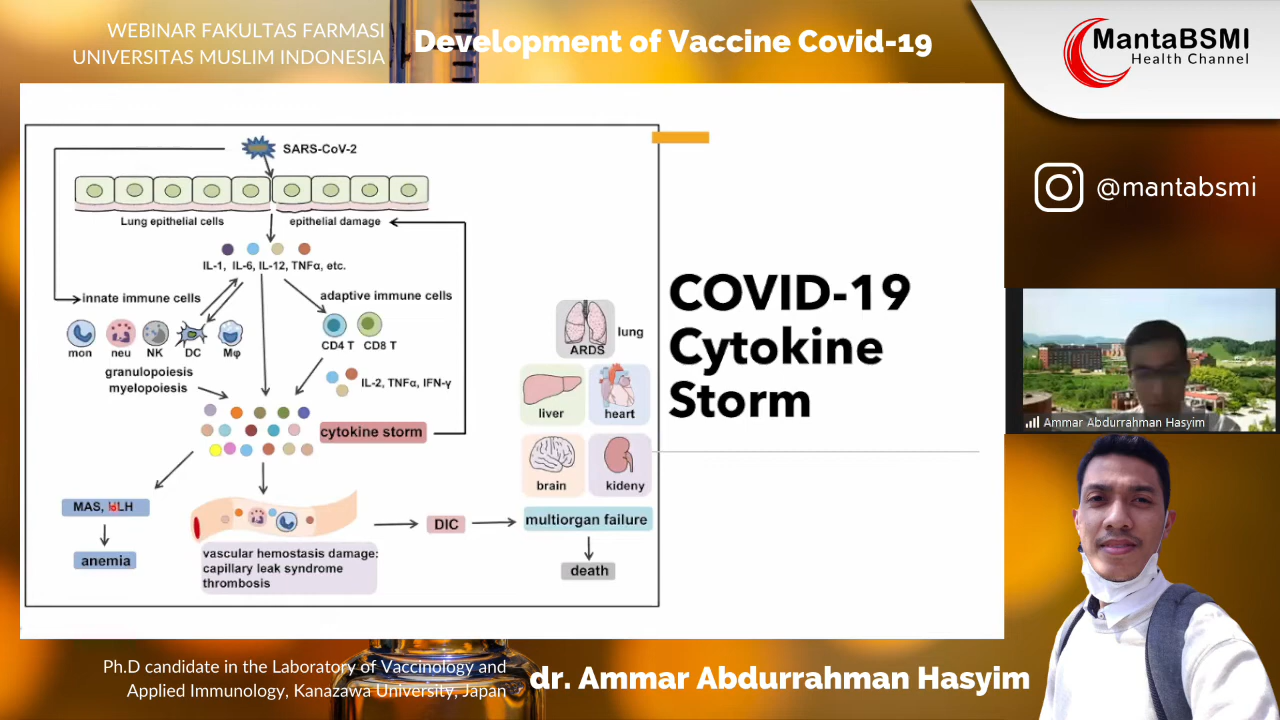 WEBINAR FAKULTAS FARMASI
UNIVERSITAS MUSLIM INDONESIA
Development of Vaccine Covid-19
MantaBSMI
Health Channel
@mantabsmi
SARS-CoV-2
Lung epithelial cells
epithelial damage
IL-1, IL-6, IL-12, TNFα, etc.
innate immune cells
adaptive immune cells
mon neu NK DC Mφ
CD4 T CD8 T
granulopoiesis
myelopoiesis
IL-2, TNFα, IFN-γ
cytokine storm
MAS, HLH
anemia
vascular hemostasis damage:
capillary leak syndrome
thrombosis
DIC
lung
ARDS
liver
heart
brain
kideny
multiorgan failure
death
COVID-19
Cytokine
Storm
Ammar Abdurrahman Hasyim
Ph.D candidate in the Laboratory of Vaccinology and
Applied Immunology, Kanazawa University, Japan
dr. Ammar Abdurrahman Hasyim